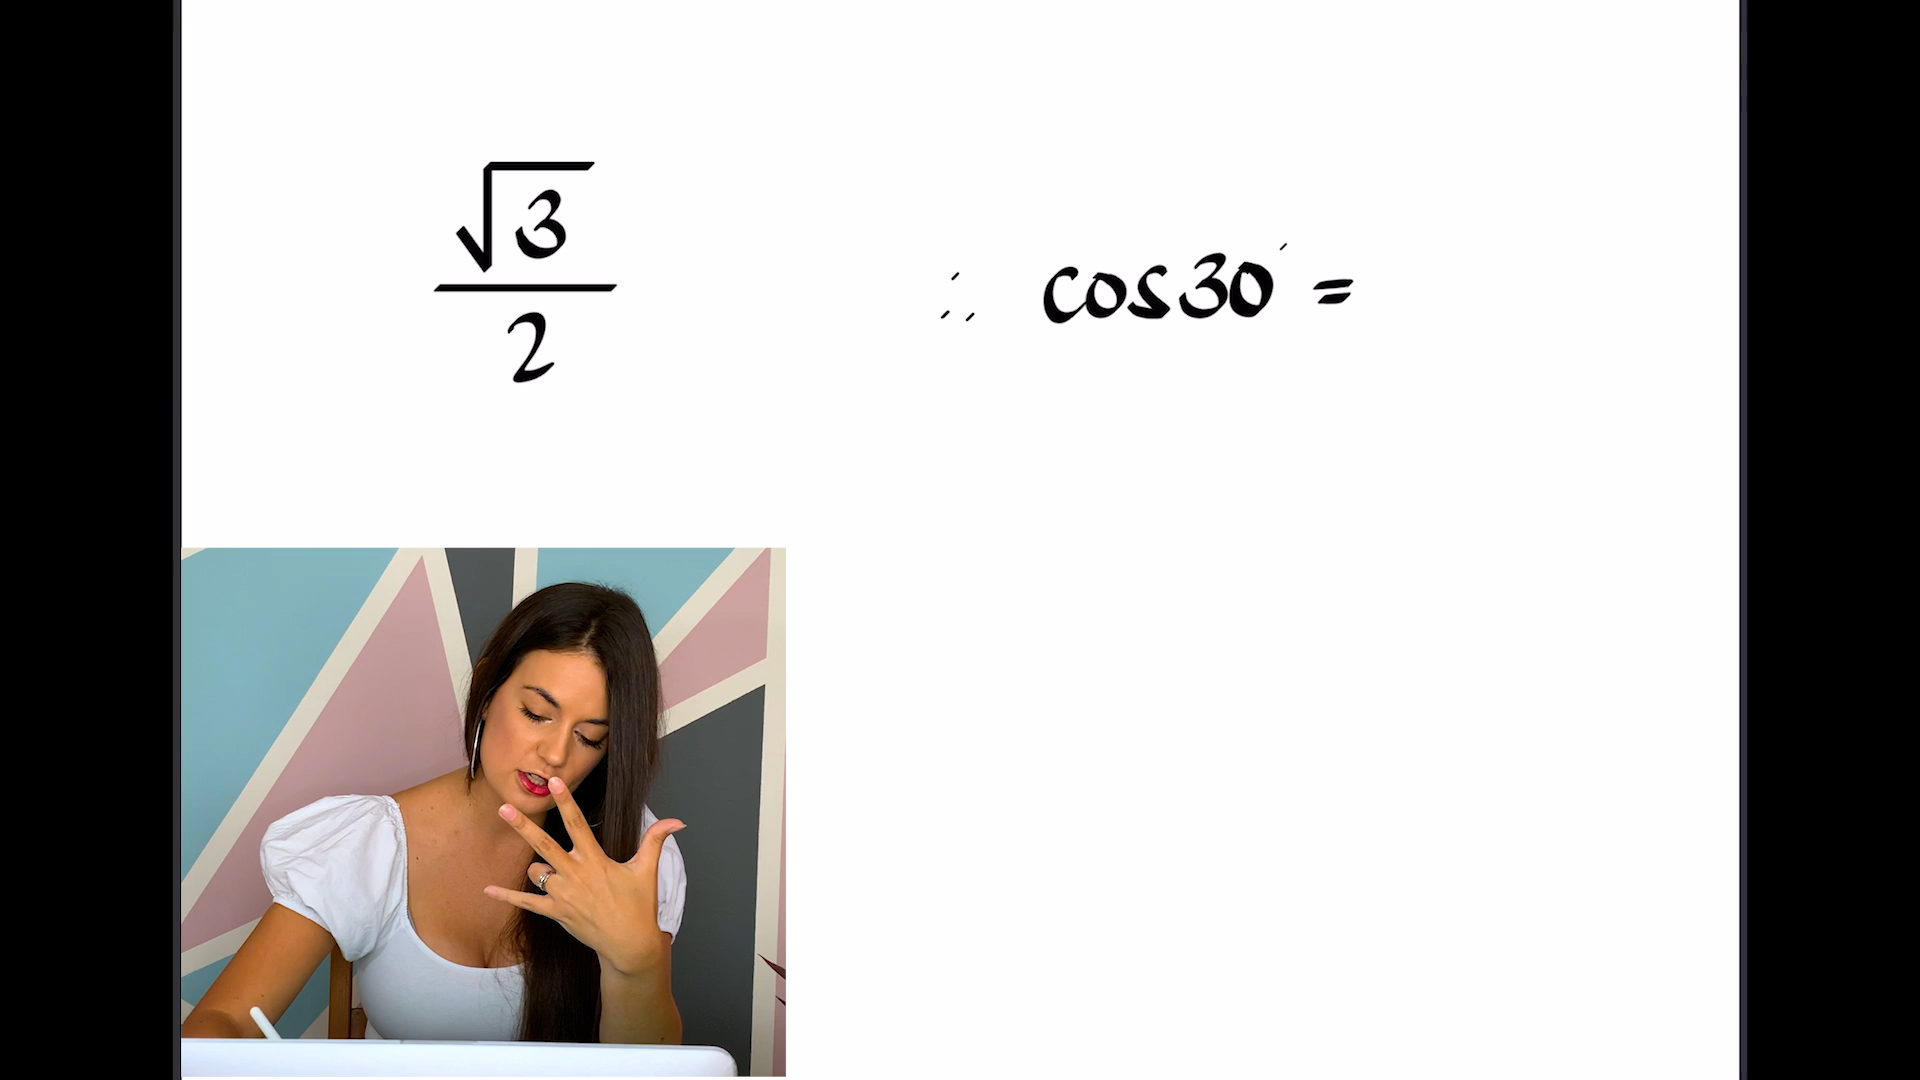 √3
2
∴ cos30° =